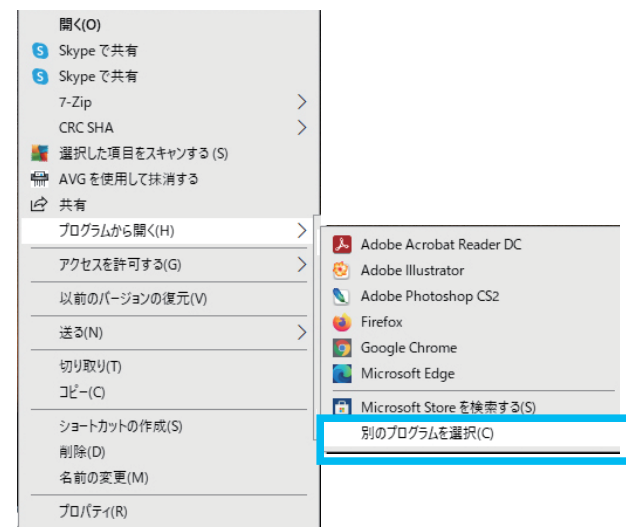 開く(O)
Skype で共有
Skype で共有
7-Zip
CRC SHA
選択した項目をスキャンする (S)
AVG を使用して抹消する
共有
プログラムから開く(H)
アクセスを許可する(G)
以前のバージョンの復元(V)
送る(N)
切り取り(T)
コピー(C)
ショートカットの作成(S)
削除(D)
名前の変更(M)
プロパティ(R)
Adobe Acrobat Reader DC
Adobe Illustrator
Adobe Photoshop CS2
Firefox
Google Chrome
Microsoft Edge
Microsoft Store を検索する(S)
別のプログラムを選択(C)